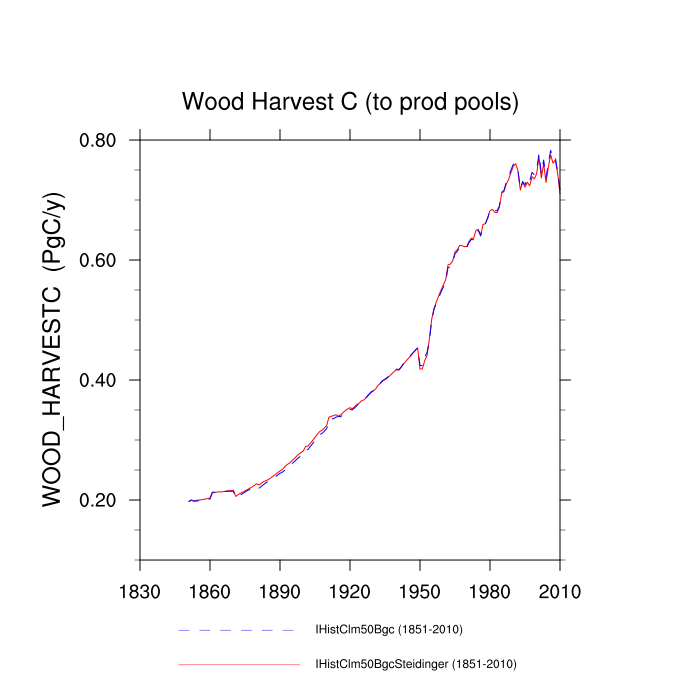 Wood Harvest C (to prod pools)
WOOD_HARVESTC (PgC/y)
0.80
0.60
0.40
0.20
1830 1860 1890 1920 1950 1980 2010
IHistClm50Bgc (1851-2010)
IHistClm50BgcSteidinger (1851-2010)